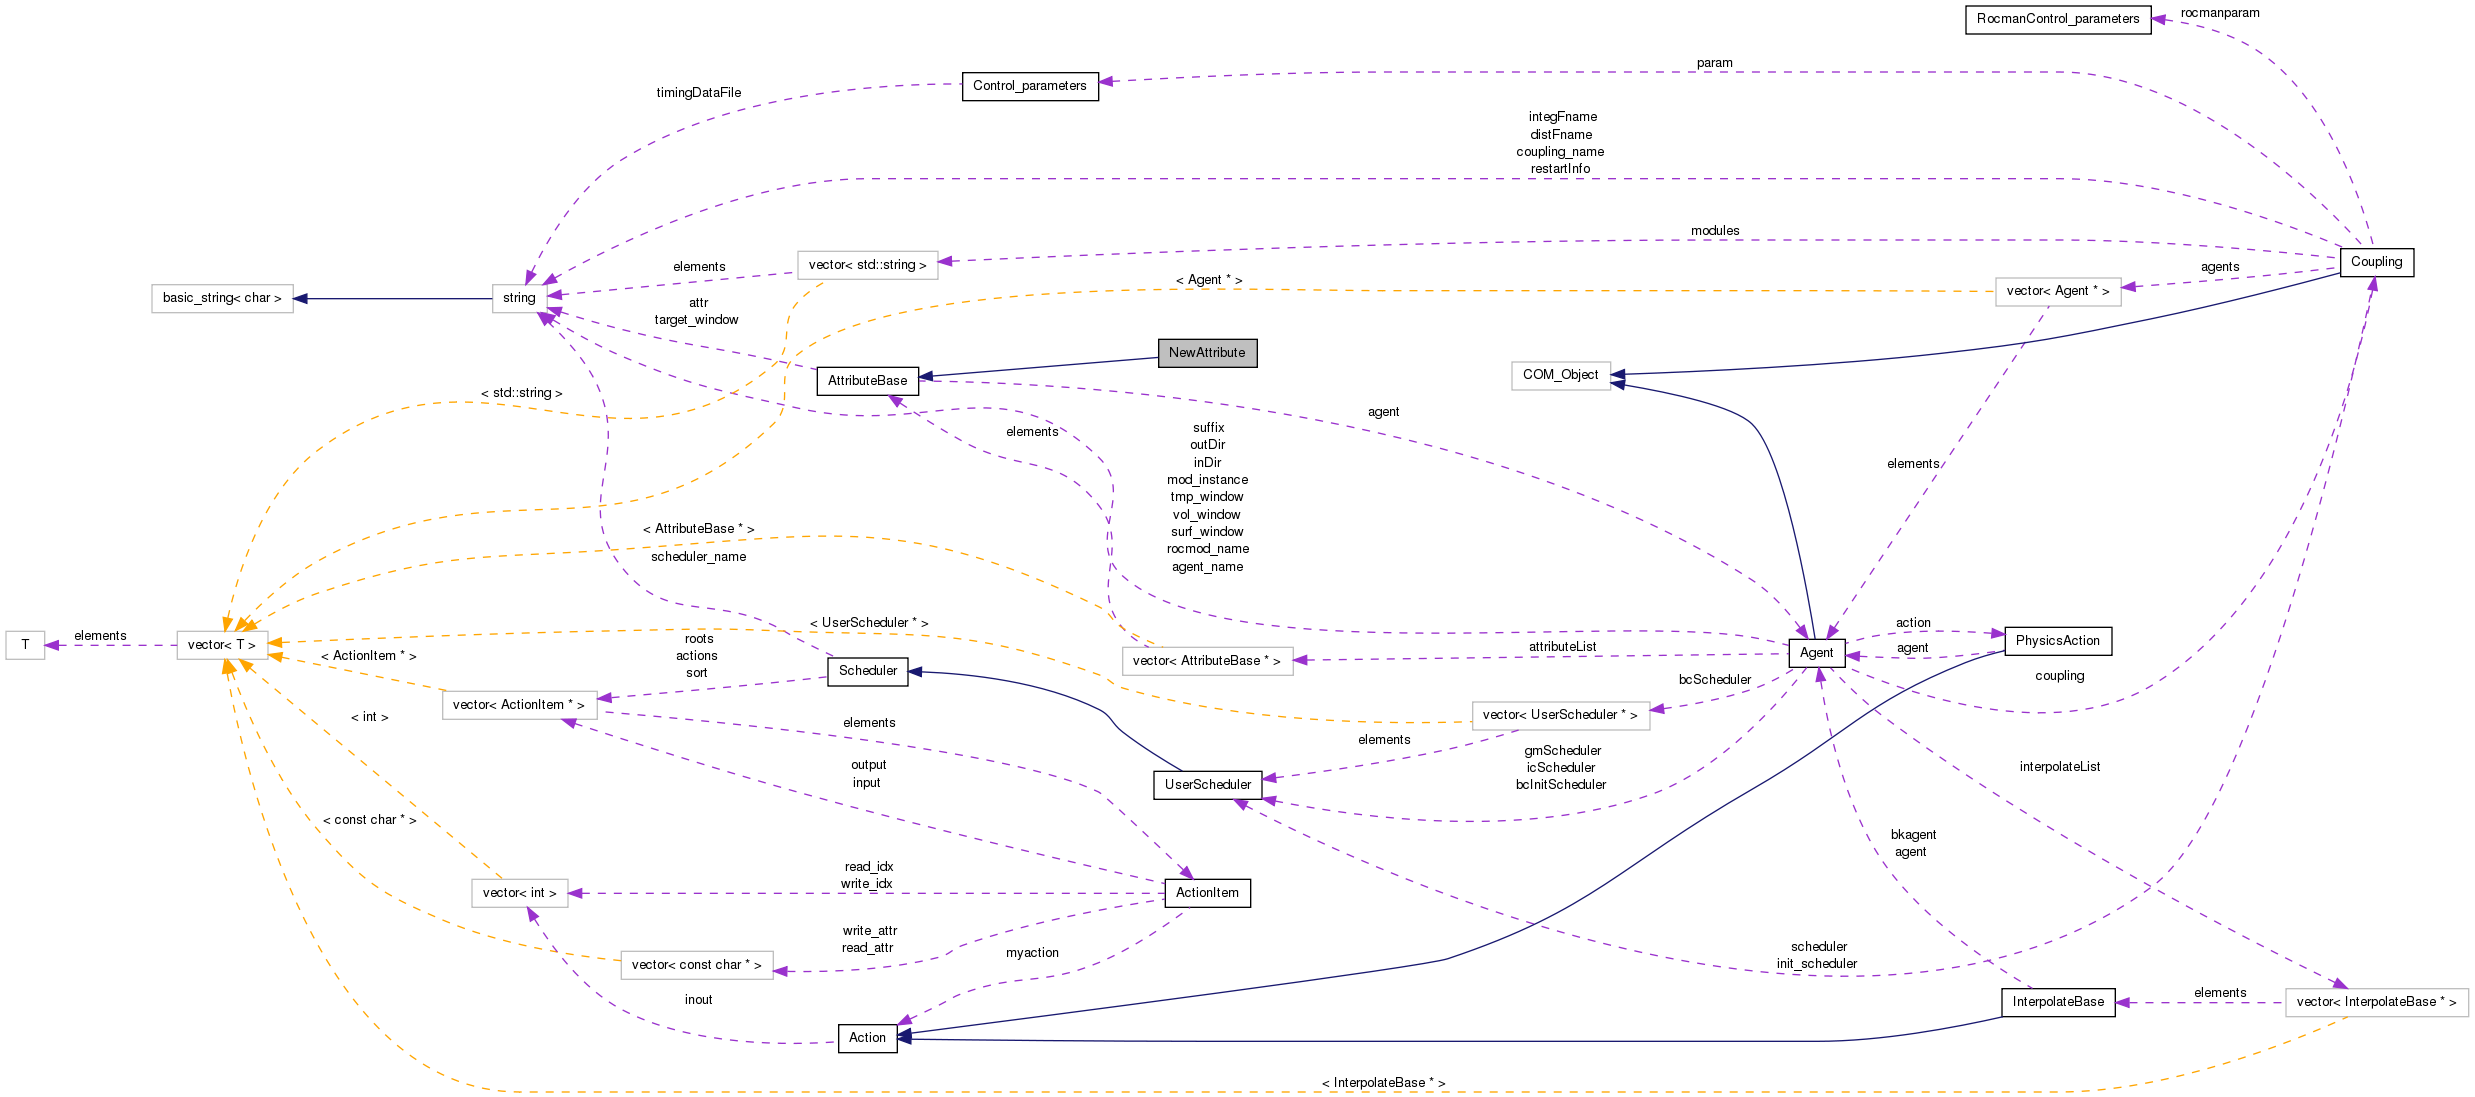 RocmanControl_parameters
rocmanparam
param
Control_parameters
timingDataFile
integFname
distFname
coupling_name
restartInfo
modules
vector< std::string >
elements
Coupling
agents
vector< Agent * >
< Agent * >
basic_string< char >
string
attr
target_window
NewAttribute
AttributeBase
COM_Object
< std::string >
agent
elements
elements
suffix
outDir
inDir
mod_instance
tmp_window
vol_window
surf_window
rocmod_name
agent_name
< AttributeBase * >
scheduler_name
T
elements
vector< T >
< UserScheduler * >
< ActionItem * >
roots
actions
sort
Scheduler
vector< AttributeBase * >
attributeList
Agent
action
agent
PhysicsAction
coupling
bcScheduler
vector< ActionItem * >
vector< UserScheduler * >
< int >
elements
elements
output
input
UserScheduler
gmScheduler
icScheduler
bcInitScheduler
interpolateList
< const char * >
bkagent
agent
read_idx
write_idx
vector< int >
ActionItem
write_attr
read_attr
vector< const char * >
myaction
scheduler
init_scheduler
inout
InterpolateBase
elements
vector< InterpolateBase * >
Action
< InterpolateBase * >